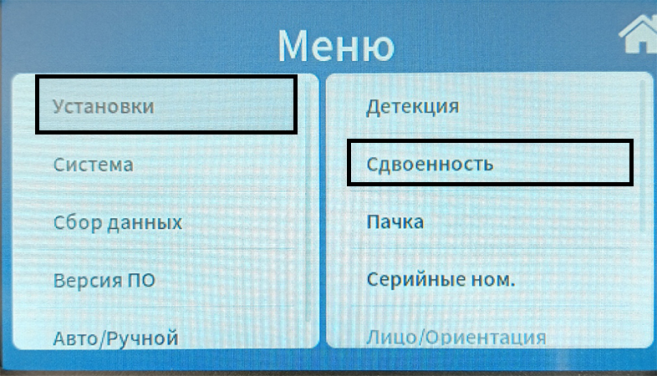 Меню
Установки
Система
Сбор данных
Версия ПО
Авто/Ручной
Детекция
Сдвоенность
Пачка
Серийные ном.
Лицо/Ориентация